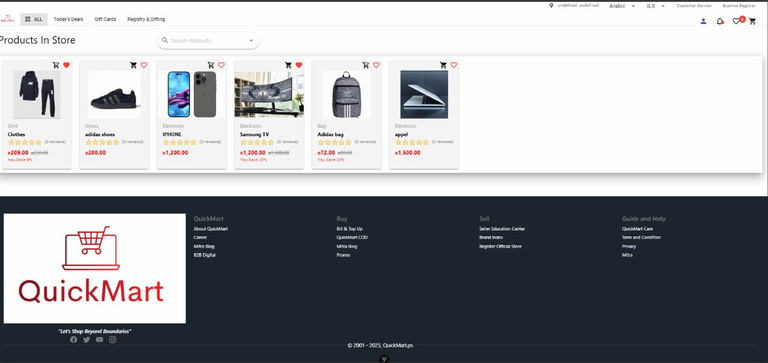 undefined, undefined Arabic ILS Customer Service Business Register
QuickMart ALL Today's Deals Gift Cards Registry & Gifting
Products In Store
Search Products
Shirt
Clothes
(0 reviews)
₪209.00 ₪220.00
You Save 5%
Shoes
adidas shoes
(0 reviews)
₪200.00
Electronic
IPHONE
(0 reviews)
₪1,200.00
Electronic
Samsung TV
(0 reviews)
₪1,200.00 ₪1,500.00
You Save 20%
Bag
Adidas bag
(0 reviews)
₪72.00 ₪90.00
You Save 20%
Electronic
appel
(0 reviews)
₪1,500.00
QuickMart
"Let's Shop Beyond Boundaries"
QuickMart
About QuickMart
Career
Mitra Blog
B2B Digital
Buy
Bill & Top Up
QuickMart COD
Mitra Blog
Promo
Sell
Seller Education Center
Brand Index
Register Official Store
Guide and Help
QuickMart Care
Term and Condition
Privacy
Mitra
© 2001 - 2025, QuickMart.ps